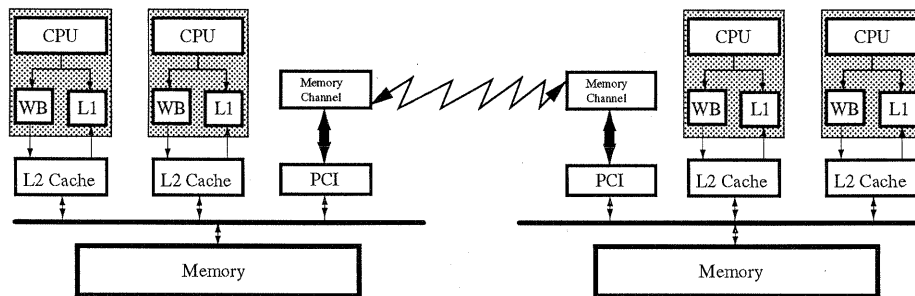 CPU
WB
L1
L2 Cache
CPU
WB
L1
L2 Cache
Memory
Channel
PCI
Memory
Memory
Channel
PCI
CPU
WB
L1
L2 Cache
CPU
WB
L1
L2 Cache
Memory